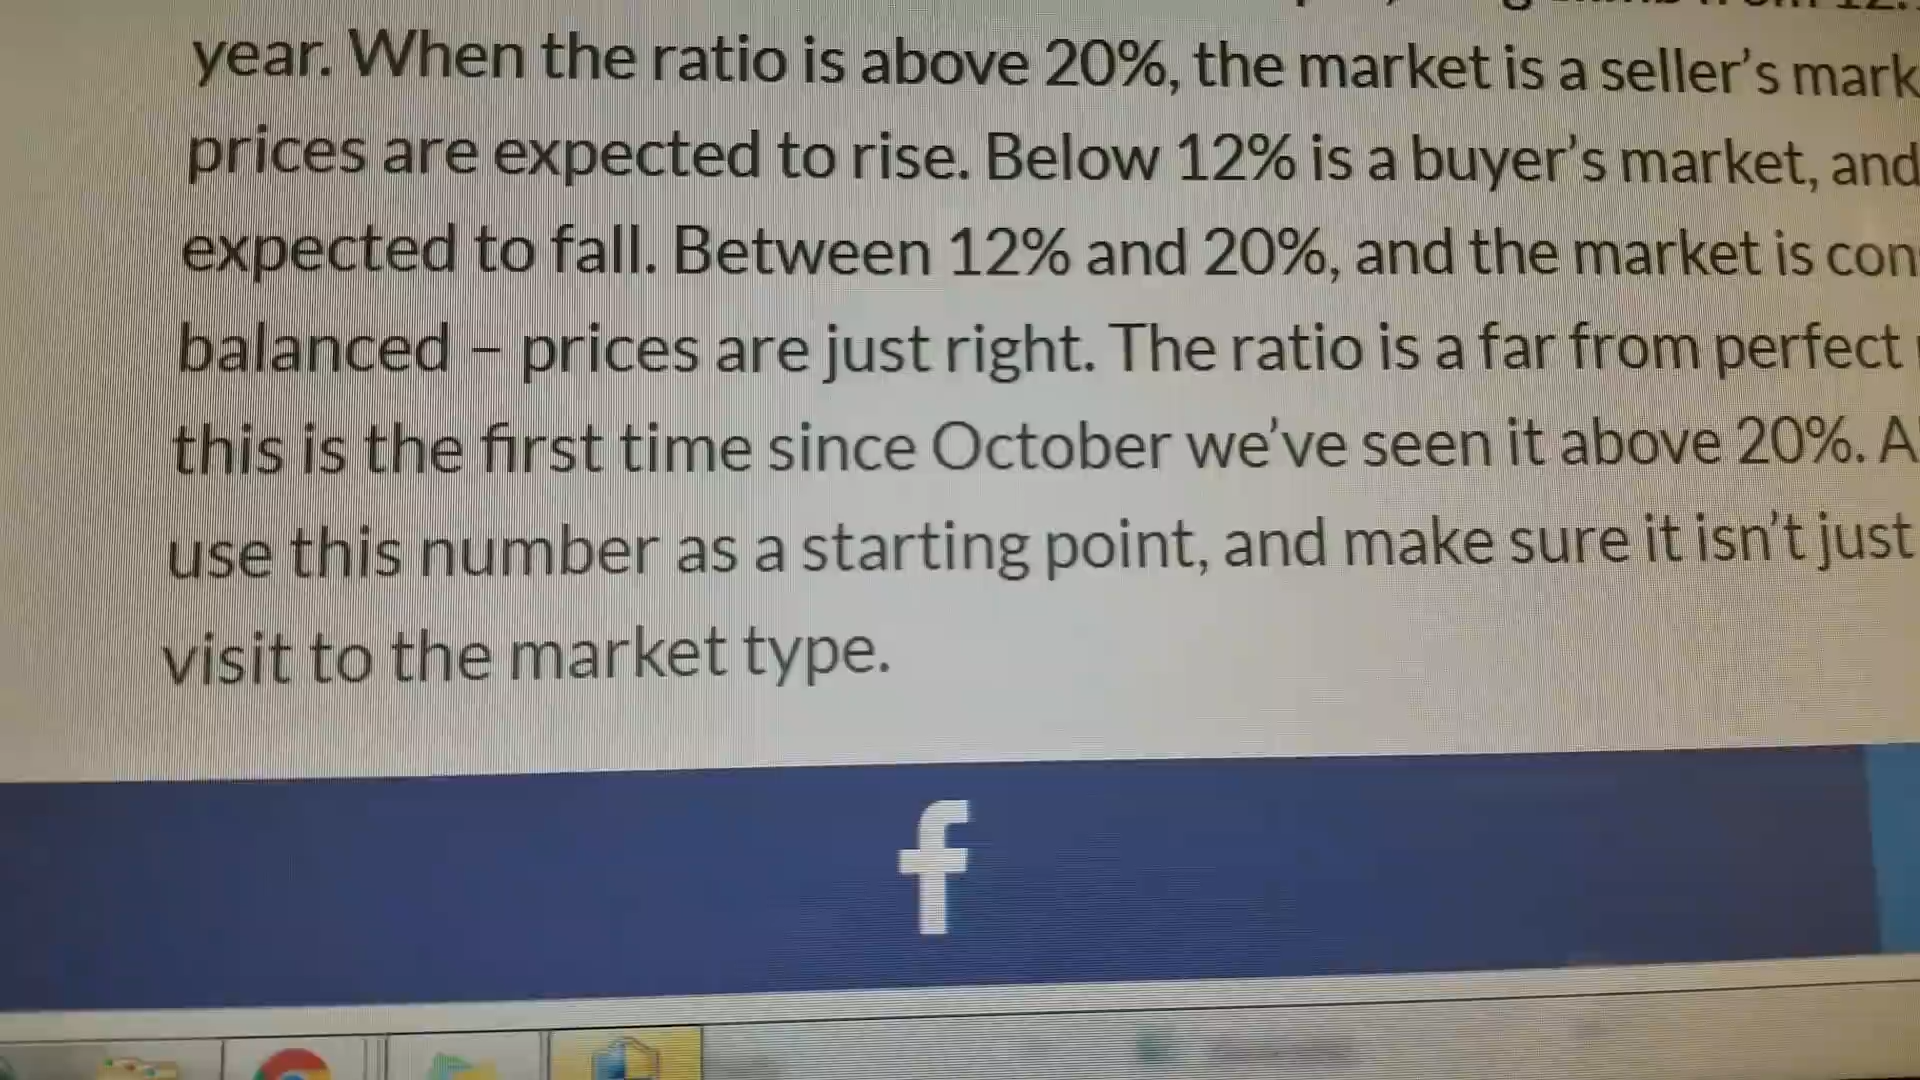 year. When the ratio is above 20%, the market is a seller's mark
prices are expected to rise. Below 12% is a buyer's market, and
expected to fall. Between 12% and 20%, and the market is con
balanced – prices are just right. The ratio is a far from perfect
this is the first time since October we've seen it above 20%. A
use this number as a starting point, and make sure it isn't just
visit to the market type.
f